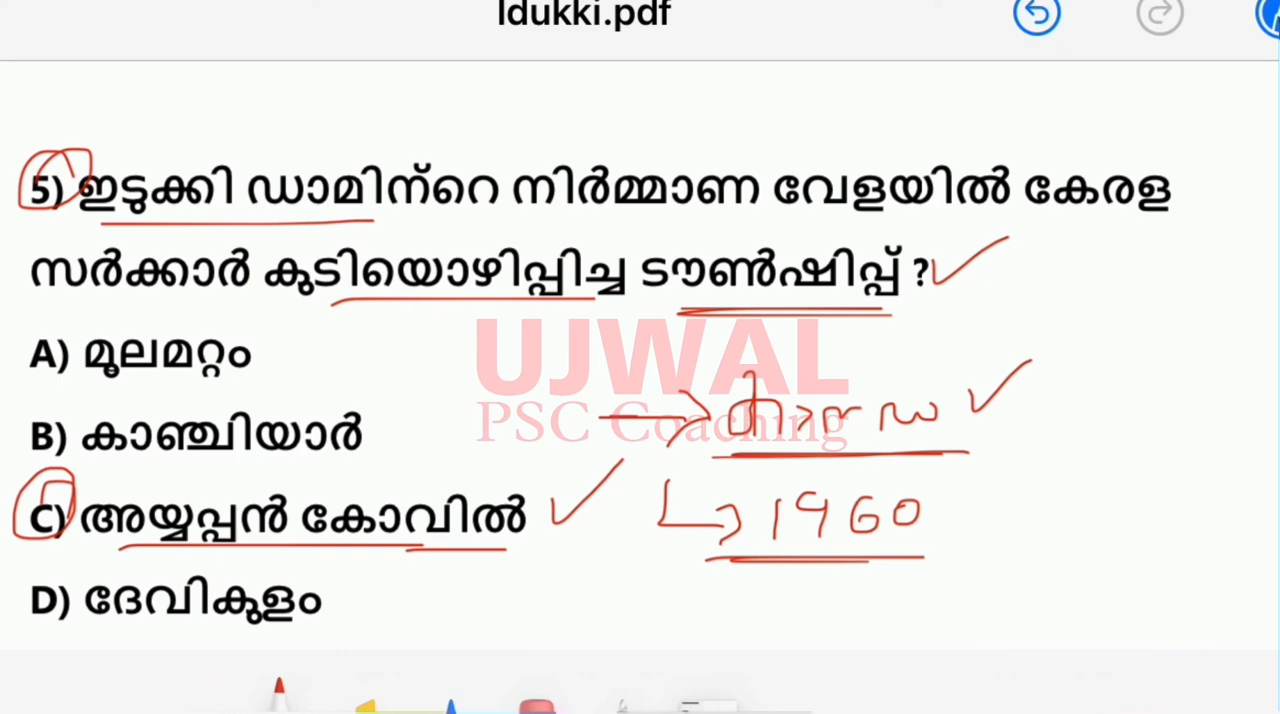 Idukki.pdf
5) ഇടുക്കി ഡാമിന്റെ നിർമ്മാണ വേളയിൽ കേരള
സർക്കാർ കുടിയൊഴിപ്പിച്ച ടൗൺഷിപ്പ് ?
A) മൂലമറ്റം
UJWAL
PSC Coaching
B) കാഞ്ചിയാർ
C) അയ്യപ്പൻ കോവിൽ
1960
D) ദേവികുളം